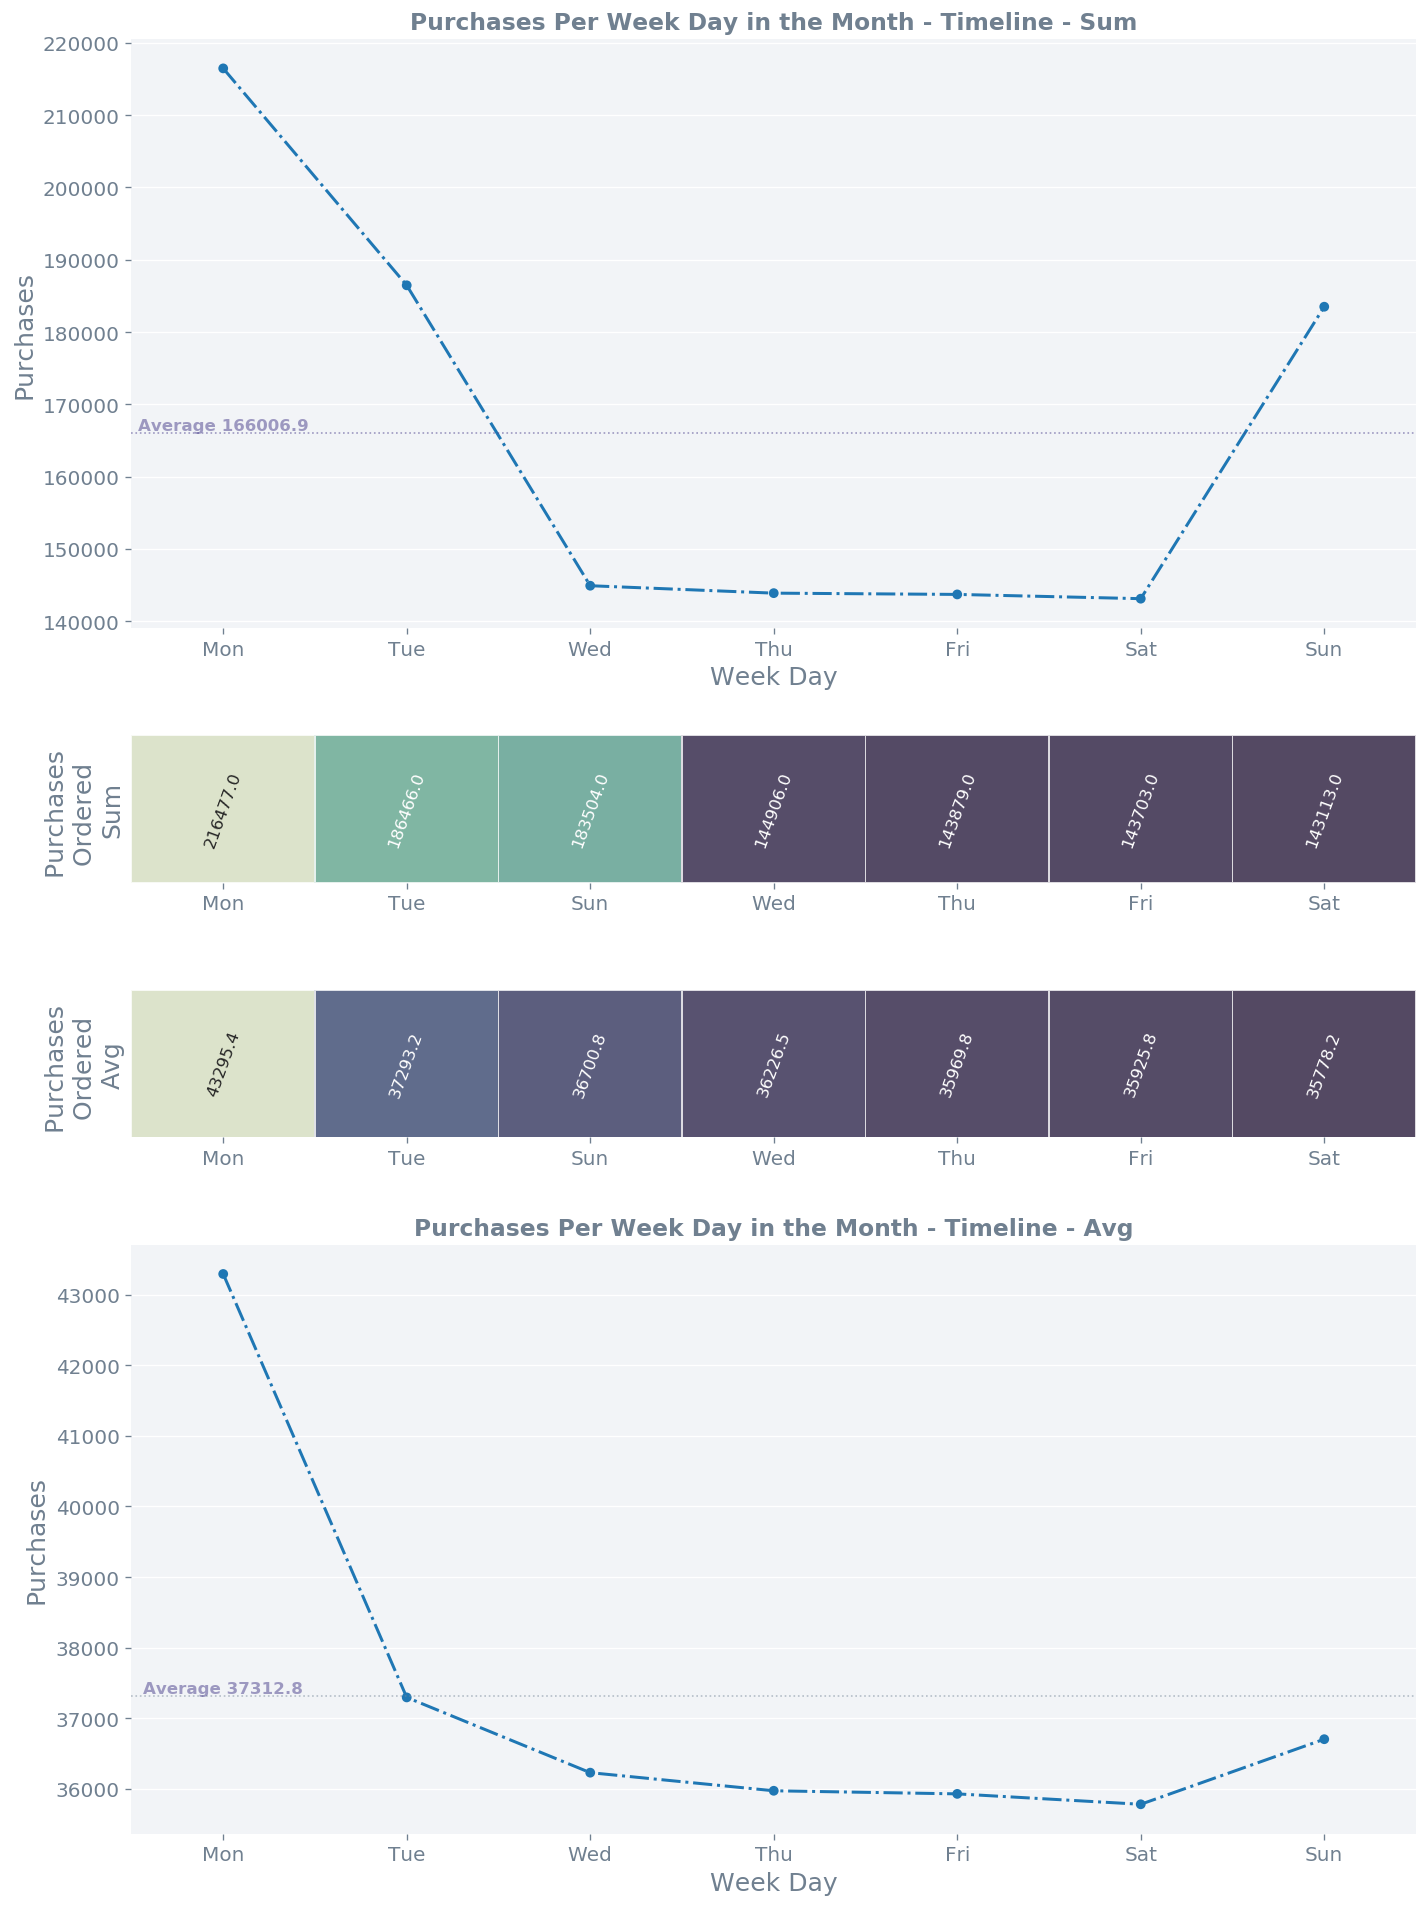 Purchases Per Week Day in the Month - Timeline - Sum
Purchases
220000
210000
200000
190000
180000
170000
160000
150000
140000
Average 166006.9
Mon Tue Wed Thu Fri Sat Sun
Week Day
Purchases
Ordered
Sum
216477.0 186466.0 183504.0 144906.0 143879.0 143703.0 143113.0
Mon Tue Sun Wed Thu Fri Sat
Purchases
Ordered
Avg
43295.4 37293.2 36700.8 36226.5 35969.8 35925.8 35778.2
Mon Tue Sun Wed Thu Fri Sat
Purchases Per Week Day in the Month - Timeline - Avg
Purchases
43000
42000
41000
40000
39000
38000
37000
36000
Average 37312.8
Mon Tue Wed Thu Fri Sat Sun
Week Day